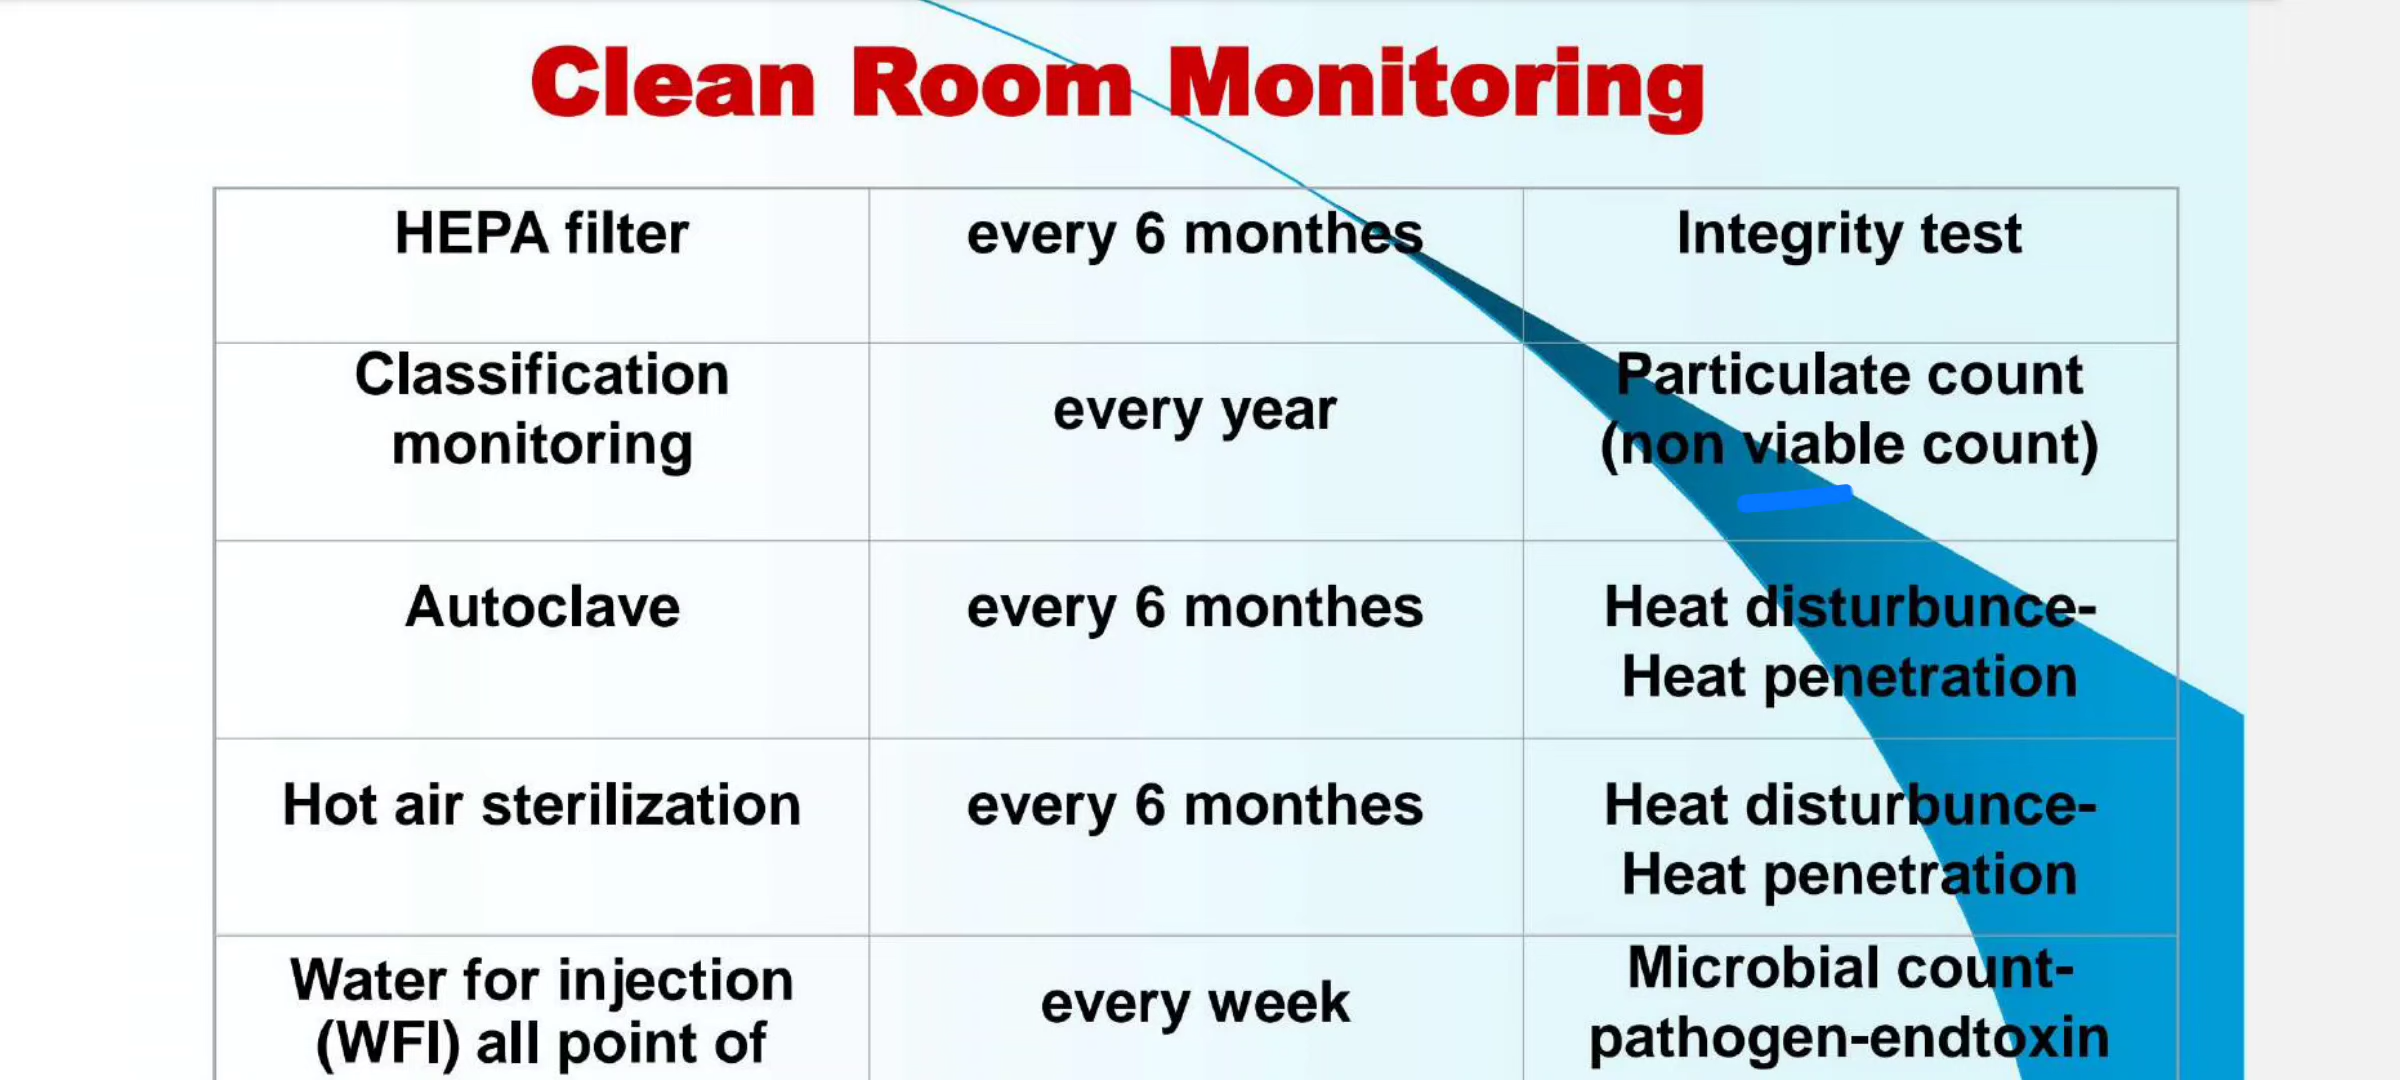 Clean Room Monitoring
HEPA filter
every 6 monthes
Integrity test
Classification
monitoring
every year
Particulate count
(non viable count)
Autoclave
every 6 monthes
Heat disturbunce-
Heat penetration
Hot air sterilization
every 6 monthes
Heat disturbunce-
Heat penetration
Water for injection
(WFI) all point of
every week
Microbial count-
pathogen-endtoxin